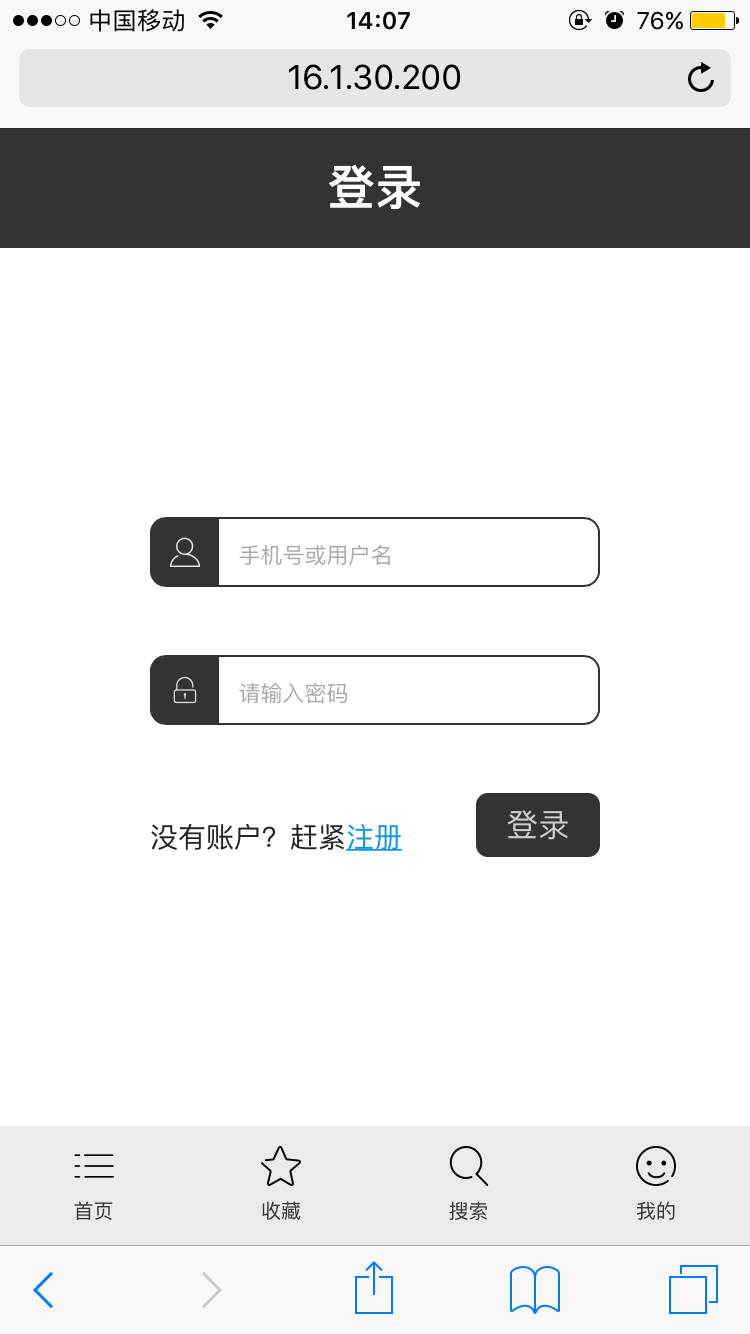 中国移动 14:07 76%
16.1.30.200
登录
手机号或用户名
请输入密码
没有账户？赶紧注册 登录
首页 收藏 搜索 我的